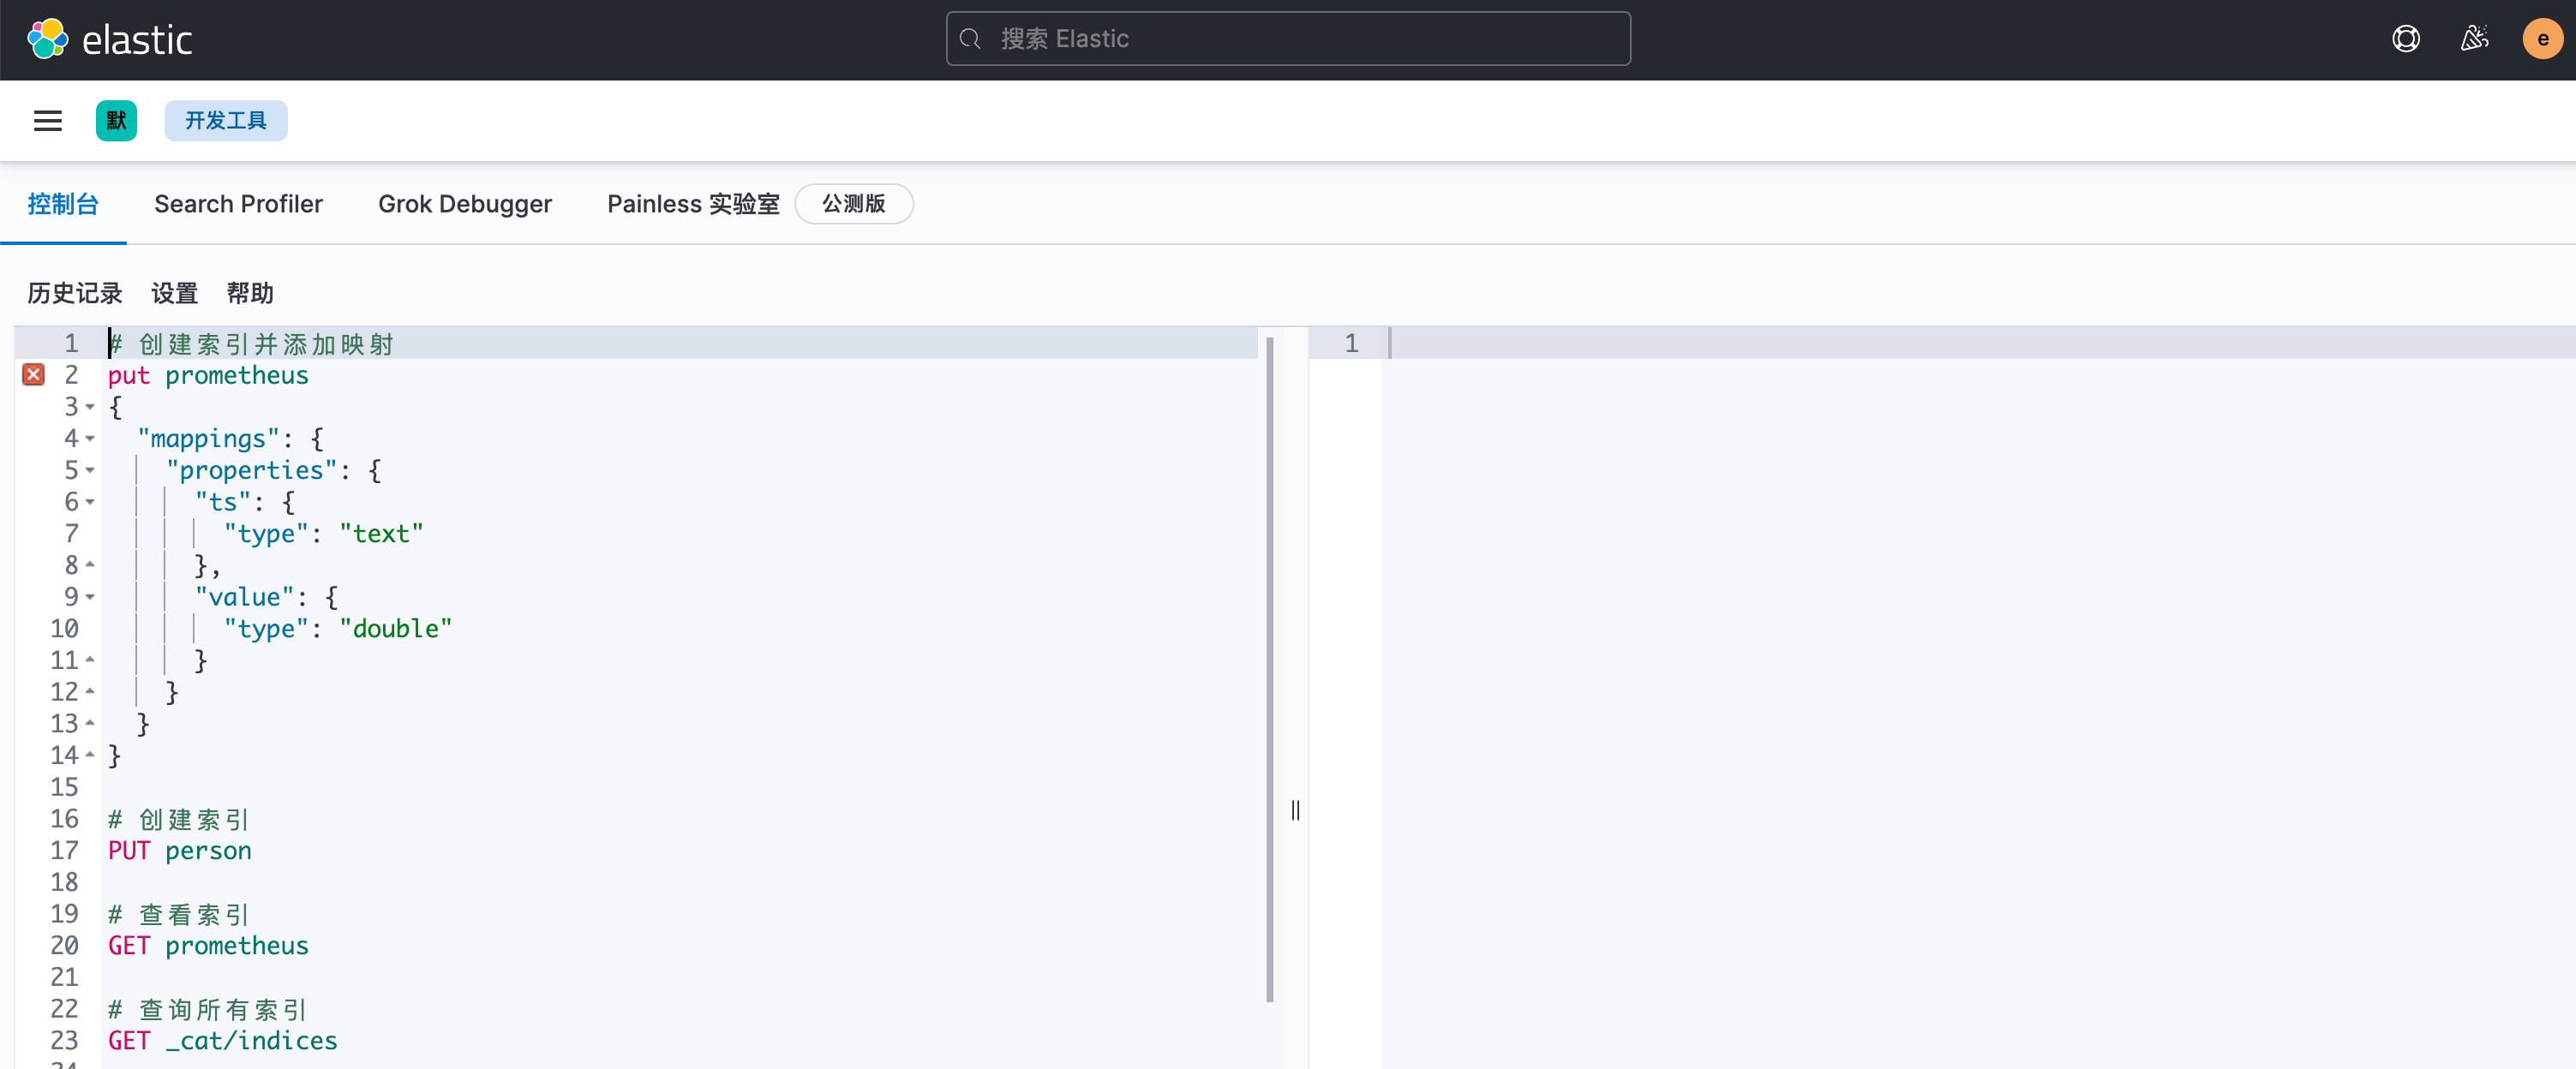 elastic
搜索 Elastic
e
默
开发工具
控制台 Search Profiler Grok Debugger Painless 实验室 公测版
历史记录 设置 帮助
1 # 创建索引并添加映射
2 put prometheus
3 {
4 "mappings": {
5 "properties": {
6 "ts": {
7 "type": "text"
8 },
9 "value": {
10 "type": "double"
11 }
12 }
13 }
14 }
15
16 # 创建索引
17 PUT person
18
19 # 查看索引
20 GET prometheus
21
22 # 查询所有索引
23 GET _cat/indices
1